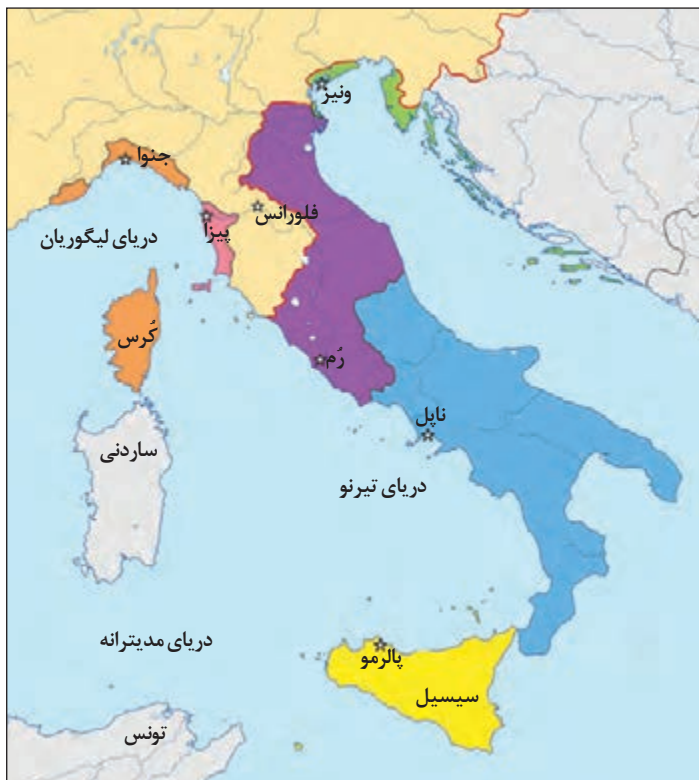 ونیز
جنوا
فلورانس
پیزا
دریای لیگوریان
کُرس
رُم
ناپل
ساردنی
دریای تیرنو
دریای مدیترانه
پالرمو
سیسیل
تونس